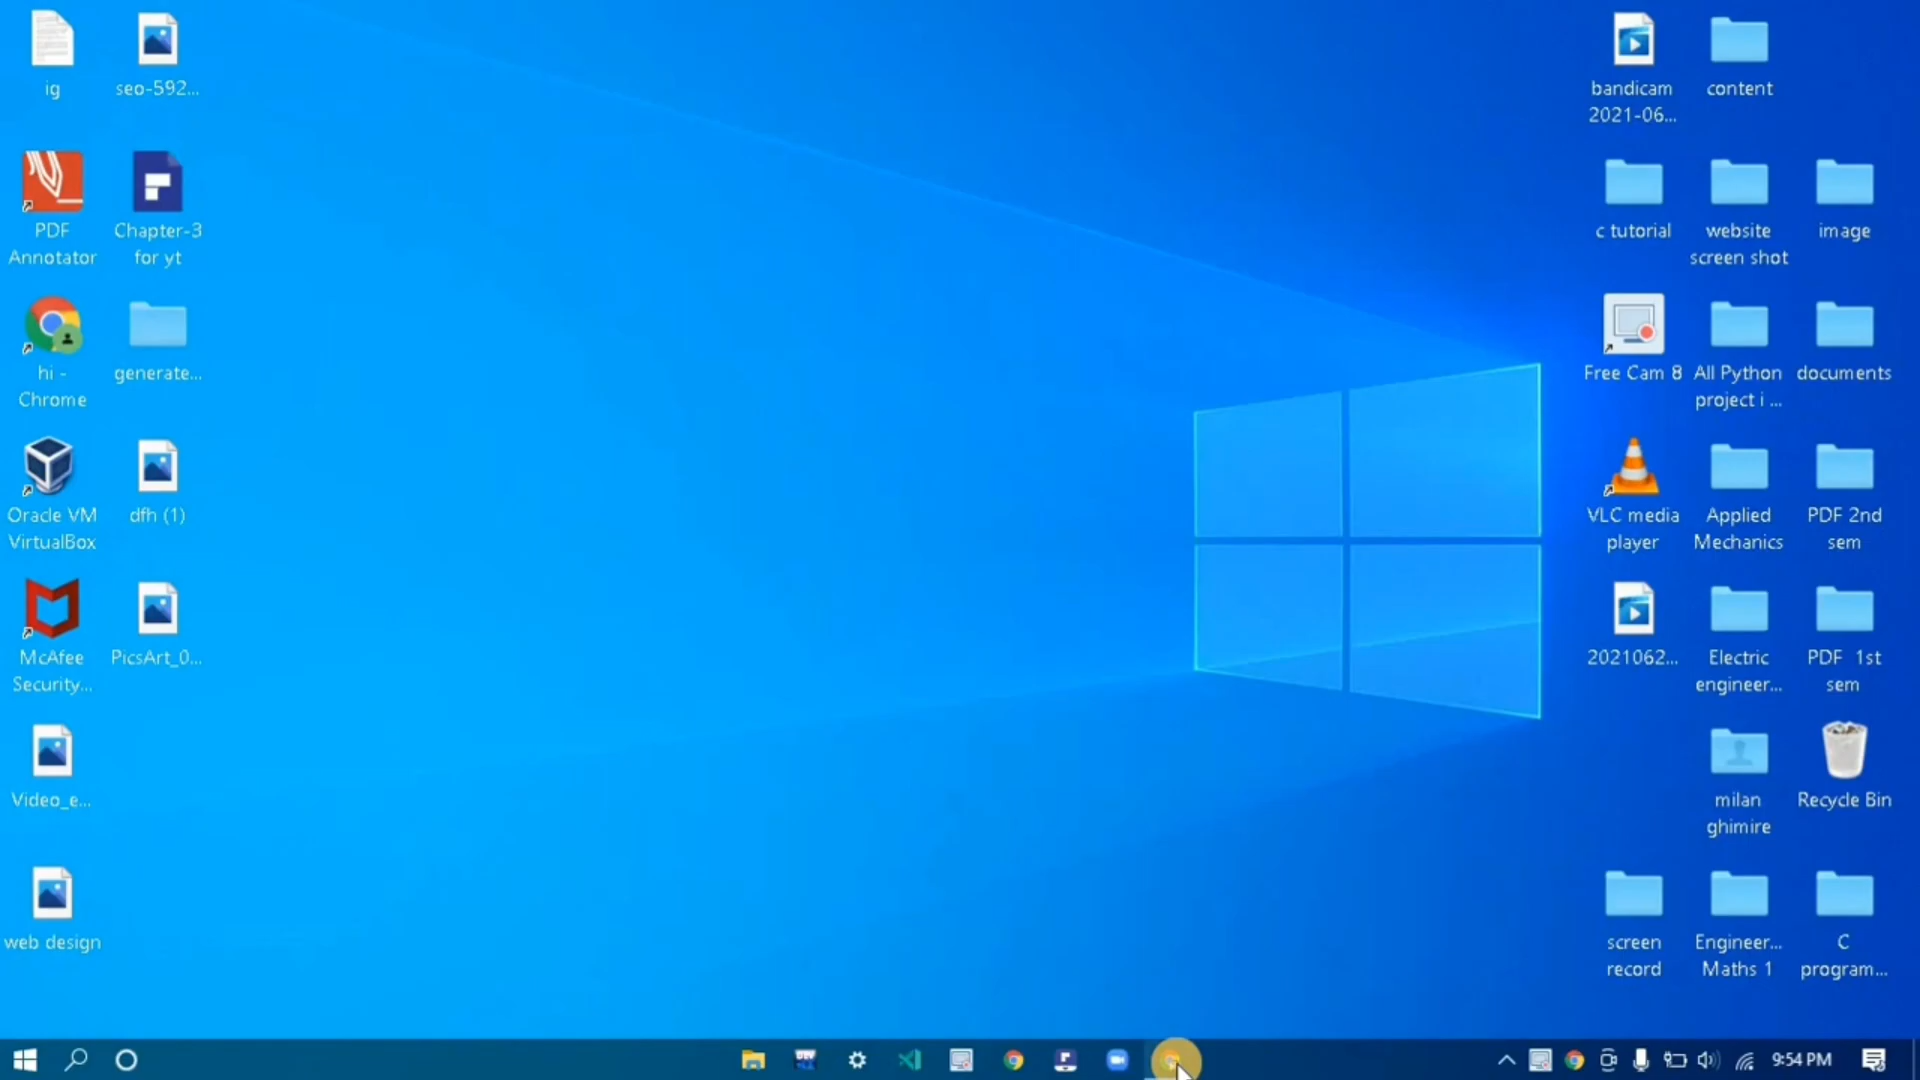 ig
seo-592...
PDF
Annotator
Chapter-3
for yt
hi -
Chrome
generate...
Oracle VM
VirtualBox
dfh (1)
McAfee
Security...
PicsArt_0...
Video_e...
web design
bandicam
2021-06...
content
c tutorial
website
screen shot
image
Free Cam 8
All Python
project i ...
documents
VLC media
player
Applied
Mechanics
PDF 2nd
sem
2021062...
Electric
engineer...
PDF 1st
sem
milan
ghimire
Recycle Bin
screen
record
Engineer...
Maths 1
C
program...
DEV
9:54 PM